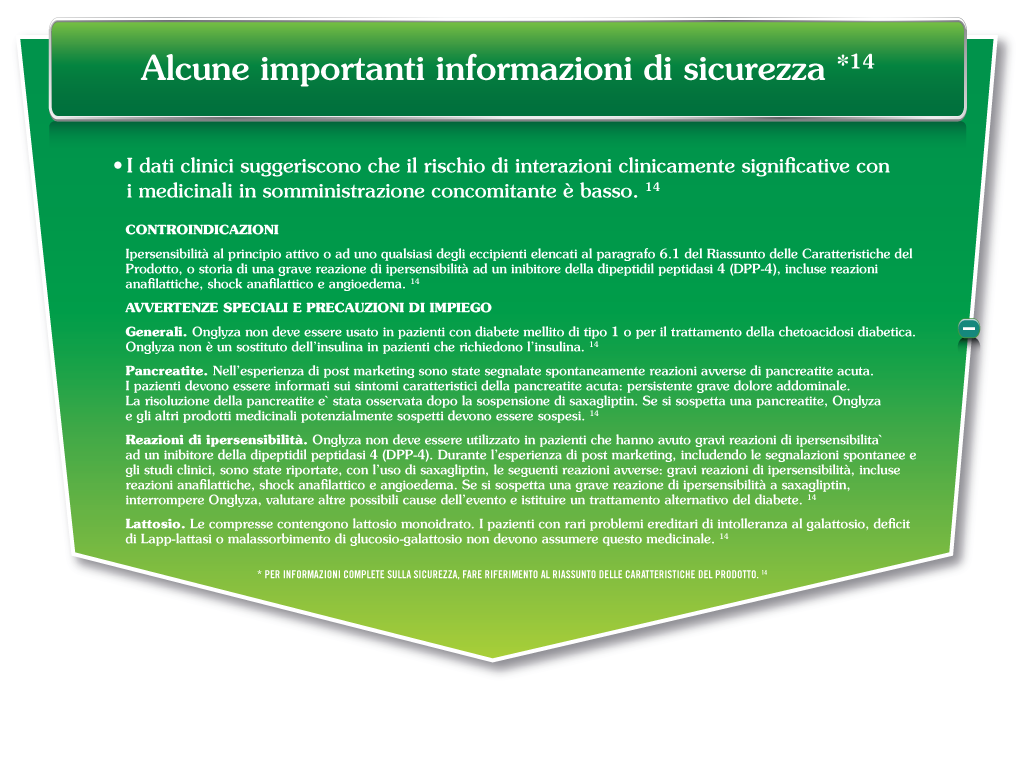 Alcune importanti informazioni di sicurezza *14
• I dati clinici suggeriscono che il rischio di interazioni clinicamente significative con
i medicinali in somministrazione concomitante è basso. 14
CONTROINDICAZIONI
Ipersensibilità al principio attivo o ad uno qualsiasi degli eccipienti elencati al paragrafo 6.1 del Riassunto delle Caratteristiche del
Prodotto, o storia di una grave reazione di ipersensibilità ad un inibitore della dipeptidil peptidasi 4 (DPP-4), incluse reazioni
anafilattiche, shock anafilattico e angioedema. 14
AVVERTENZE SPECIALI E PRECAUZIONI DI IMPIEGO
Generali. Onglyza non deve essere usato in pazienti con diabete mellito di tipo 1 o per il trattamento della chetoacidosi diabetica.
Onglyza non è un sostituto dell'insulina in pazienti che richiedono l'insulina. 14
Pancreatite. Nell'esperienza di post marketing sono state segnalate spontaneamente reazioni avverse di pancreatite acuta.
I pazienti devono essere informati sui sintomi caratteristici della pancreatite acuta: persistente grave dolore addominale.
La risoluzione della pancreatite e` stata osservata dopo la sospensione di saxagliptin. Se si sospetta una pancreatite, Onglyza
e gli altri prodotti medicinali potenzialmente sospetti devono essere sospesi. 14
Reazioni di ipersensibilità. Onglyza non deve essere utilizzato in pazienti che hanno avuto gravi reazioni di ipersensibilita`
ad un inibitore della dipeptidil peptidasi 4 (DPP-4). Durante l'esperienza di post marketing, includendo le segnalazioni spontanee e
gli studi clinici, sono state riportate, con l'uso di saxagliptin, le seguenti reazioni avverse: gravi reazioni di ipersensibilità, incluse
reazioni anafilattiche, shock anafilattico e angioedema. Se si sospetta una grave reazione di ipersensibilità a saxagliptin,
interrompere Onglyza, valutare altre possibili cause dell'evento e istituire un trattamento alternativo del diabete. 14
Lattosio. Le compresse contengono lattosio monoidrato. I pazienti con rari problemi ereditari di intolleranza al galattosio, deficit
di Lapp-lattasi o malassorbimento di glucosio-galattosio non devono assumere questo medicinale. 14
* PER INFORMAZIONI COMPLETE SULLA SICUREZZA, FARE RIFERIMENTO AL RIASSUNTO DELLE CARATTERISTICHE DEL PRODOTTO. 14